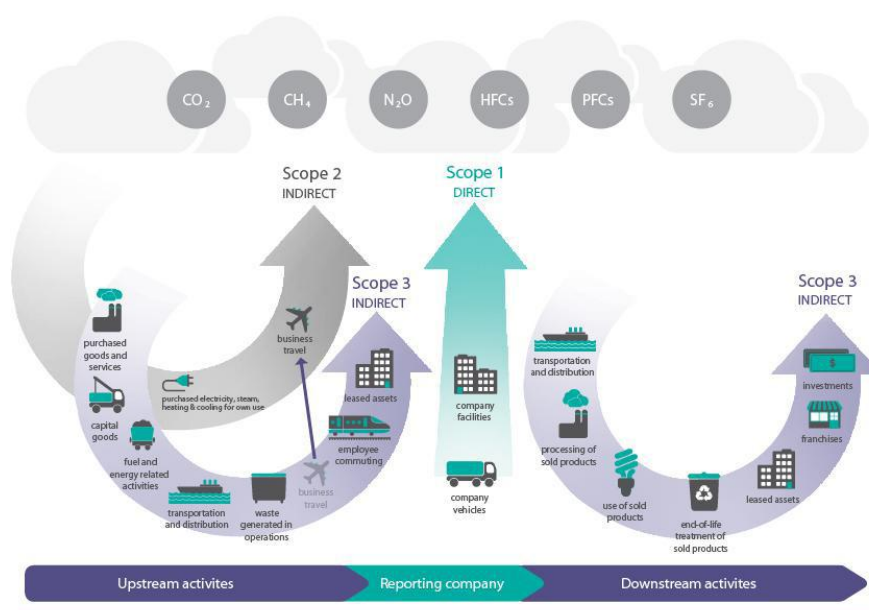 CO₂
CH₄
N₂O
HFCs
PFCs
SF₆
Scope 2
INDIRECT
Scope 1
DIRECT
Scope 3
INDIRECT
Scope 3
INDIRECT
purchased
goods and
services
capital
goods
fuel and
energy related
activities
transportation
and distribution
waste
generated in
operations
business
travel
business
travel
purchased electricity, steam,
heating & cooling for own use
employee
commuting
leased assets
company
facilities
company
vehicles
transportation
and distribution
processing of
sold products
use of sold
products
end-of-life
treatment of
sold products
leased assets
franchises
investments
$
Upstream activites
Reporting company
Downstream activites